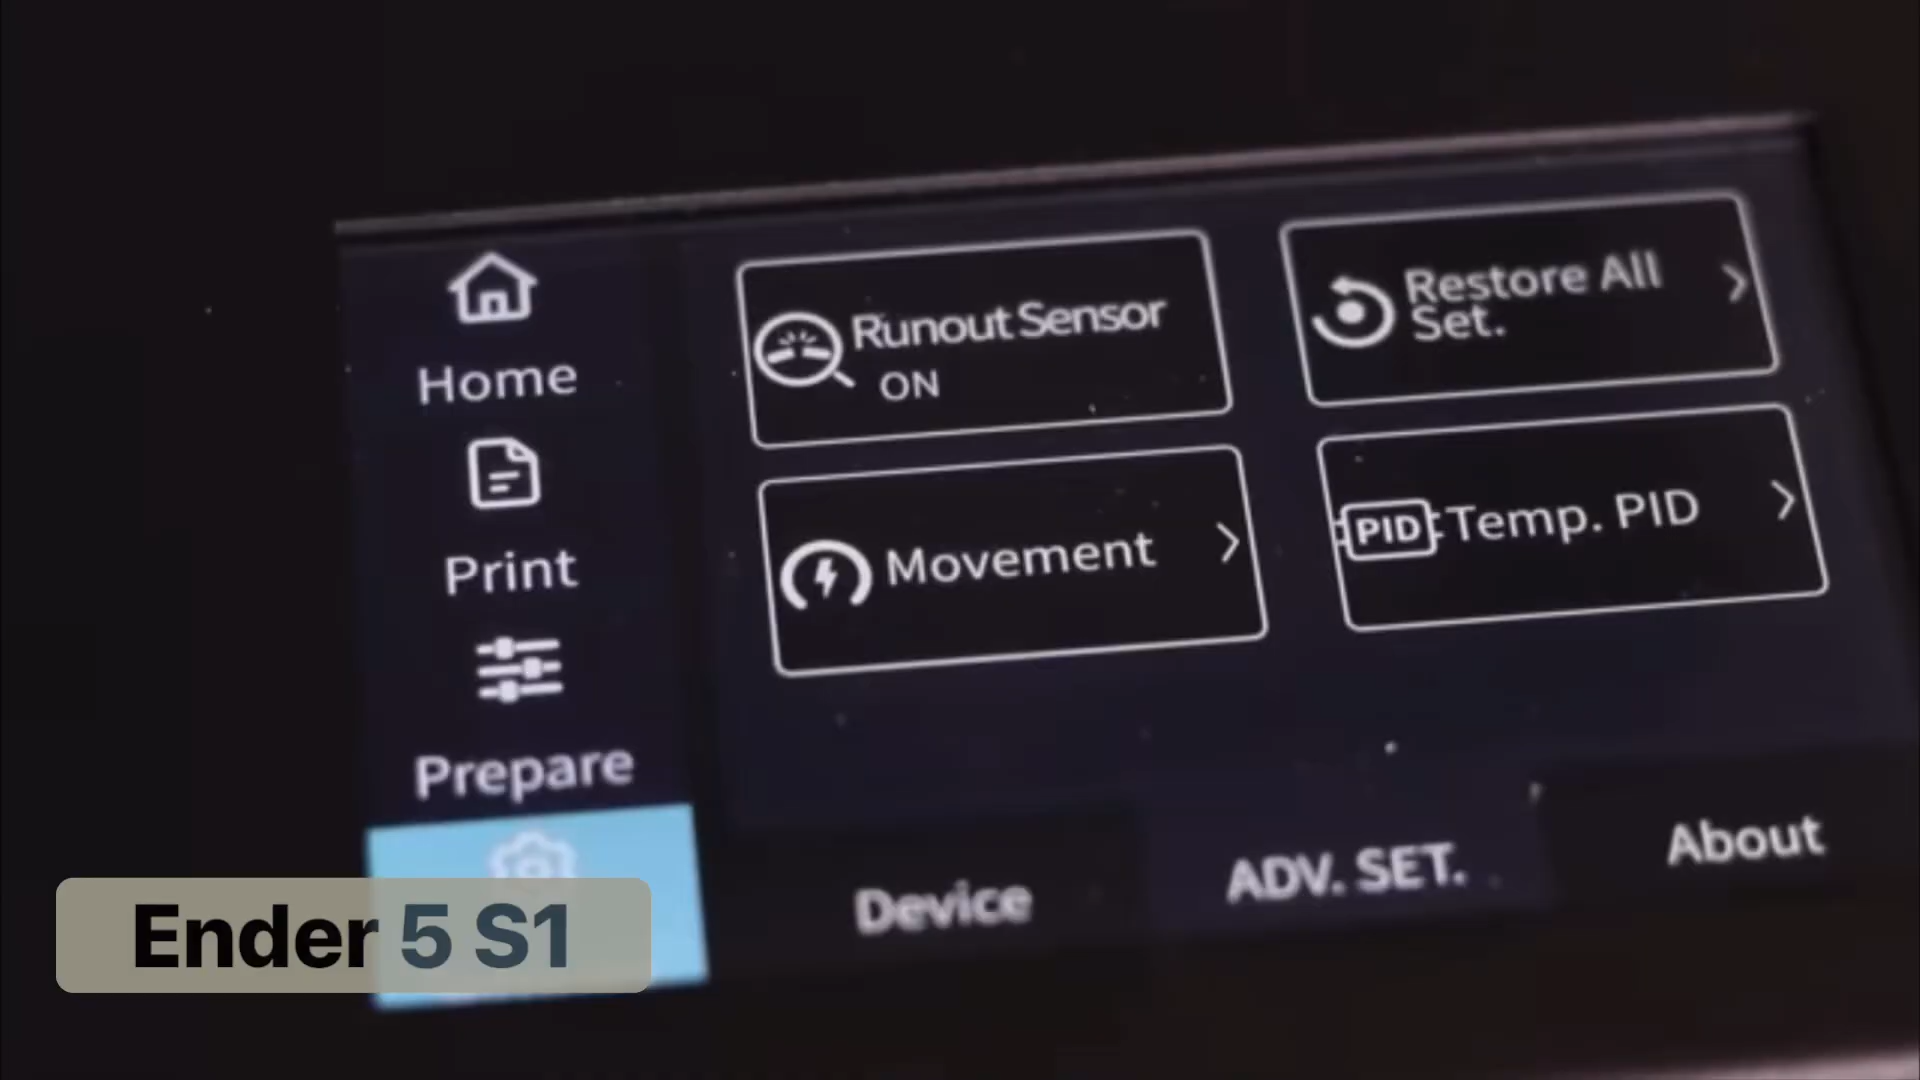 Home
Print
Prepare
Runout Sensor
ON
Restore All
Set.
Movement
PID
Temp. PID
Device
ADV. SET.
About
Ender 5 S1